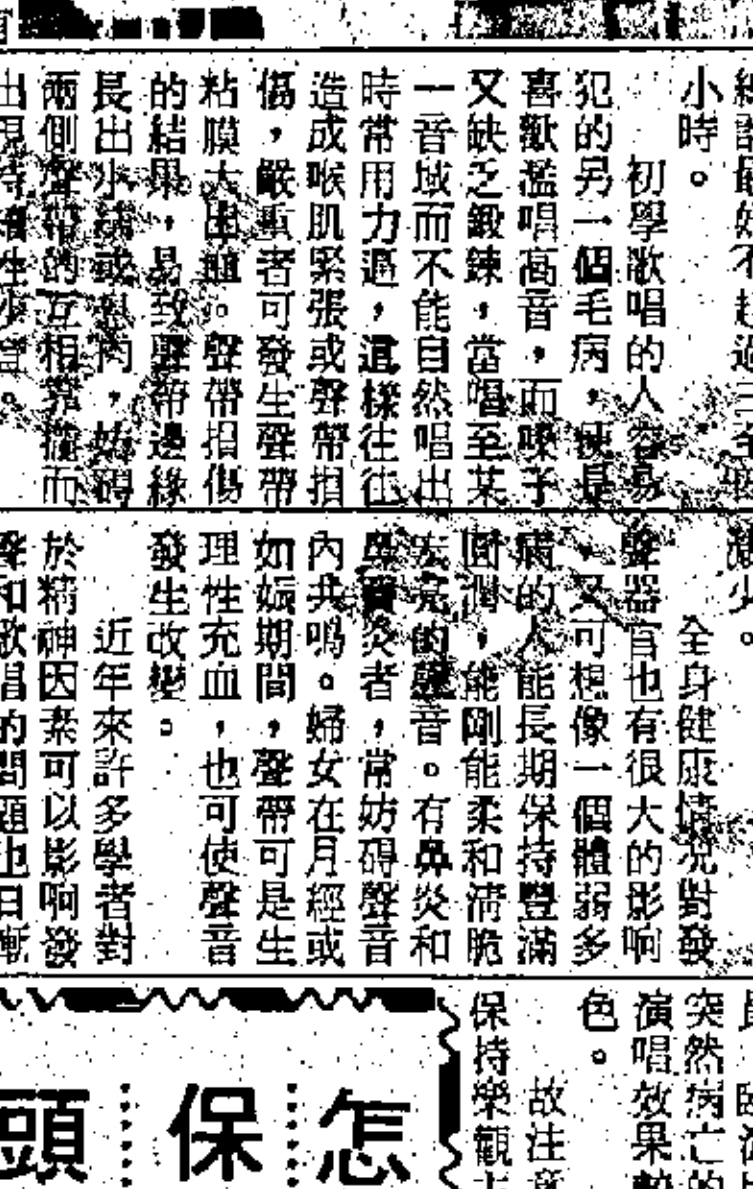 小時。
初學歌唱的人容易
犯的另一個毛病，便是
喜歡濫唱高音，而嗓子
又缺乏鍛鍊，當唱至某
一音域而不能自然唱出
時常用力逼，這樣往往
造成喉肌緊張或聲帶損
傷，嚴重者可發生聲帶
粘膜大出血。聲帶損傷
的結果，易致聲帶邊緣
長出小結或息肉，妨碍
兩側聲帶的互相靠攏而
減少。
全身健康情況對發
聲器官也有很大的影响
，又可想像一個體弱多
病的人能長期保持豐滿
圓潤，能剛能柔和清脆
宏亮的聲音。有鼻炎和
鼻竇炎者，常妨碍聲音
內共鳴。婦女在月經或
如娠期間，聲帶可是生
理性充血，也可使聲音
發生改變。
近年來許多學者對
於精神因素可以影响發
聲和歌唱的問題也日漸
突然病亡的
演唱效果
色。
故注意
保持樂觀
怎
保
頭